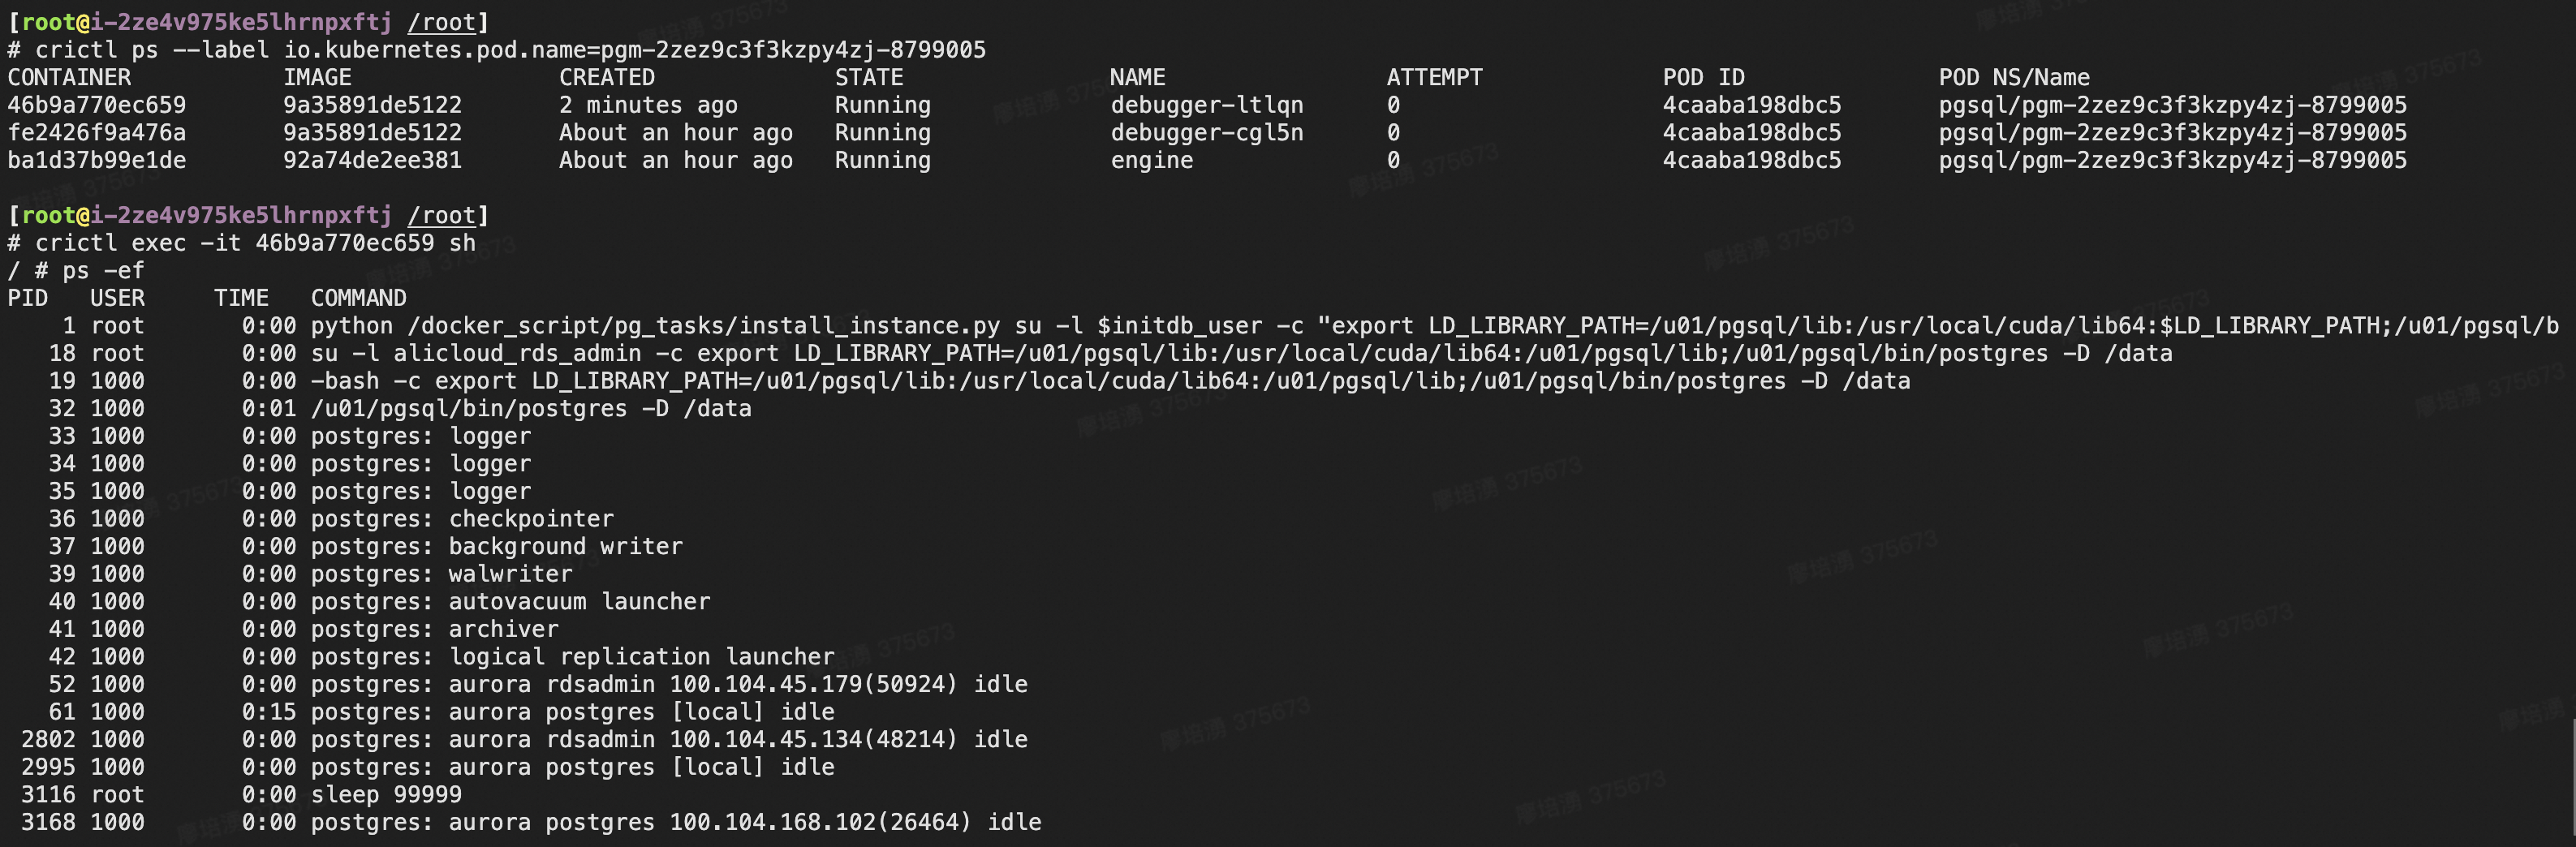 [root@i-2ze4v975ke5lhrnpxftj /root]
# crictl ps --label io.kubernetes.pod.name=pgm-2zez9c3f3kzpy4zj-8799005
CONTAINER IMAGE CREATED STATE NAME ATTEMPT POD ID POD NS/Name
46b9a770ec659 9a35891de5122 2 minutes ago Running debugger-ltlqn 0 4caaba198dbc5 pgsql/pgm-2zez9c3f3kzpy4zj-8799005
fe2426f9a476a 9a35891de5122 About an hour ago Running debugger-cgl5n 0 4caaba198dbc5 pgsql/pgm-2zez9c3f3kzpy4zj-8799005
ba1d37b99e1de 92a74de2ee381 About an hour ago Running engine 0 4caaba198dbc5 pgsql/pgm-2zez9c3f3kzpy4zj-8799005
[root@i-2ze4v975ke5lhrnpxftj /root]
# crictl exec -it 46b9a770ec659 sh
/ # ps -ef
PID USER TIME COMMAND
1 root 0:00 python /docker_script/pg_tasks/install_instance.py su -l $initdb_user -c "export LD_LIBRARY_PATH=/u01/pgsql/lib:/usr/local/cuda/lib64:$LD_LIBRARY_PATH;/u01/pgsql/b
18 root 0:00 su -l alicloud_rds_admin -c export LD_LIBRARY_PATH=/u01/pgsql/lib:/usr/local/cuda/lib64:/u01/pgsql/lib;/u01/pgsql/bin/postgres -D /data
19 1000 0:00 -bash -c export LD_LIBRARY_PATH=/u01/pgsql/lib:/usr/local/cuda/lib64:/u01/pgsql/lib;/u01/pgsql/bin/postgres -D /data
32 1000 0:01 /u01/pgsql/bin/postgres -D /data
33 1000 0:00 postgres: logger
34 1000 0:00 postgres: logger
35 1000 0:00 postgres: logger
36 1000 0:00 postgres: checkpointer
37 1000 0:00 postgres: background writer
39 1000 0:00 postgres: walwriter
40 1000 0:00 postgres: autovacuum launcher
41 1000 0:00 postgres: archiver
42 1000 0:00 postgres: logical replication launcher
52 1000 0:00 postgres: aurora rdsadmin 100.104.45.179(50924) idle
61 1000 0:15 postgres: aurora postgres [local] idle
2802 1000 0:00 postgres: aurora rdsadmin 100.104.45.134(48214) idle
2995 1000 0:00 postgres: aurora postgres [local] idle
3116 root 0:00 sleep 99999
3168 1000 0:00 postgres: aurora postgres 100.104.168.102(26464) idle
廖培湧 375673